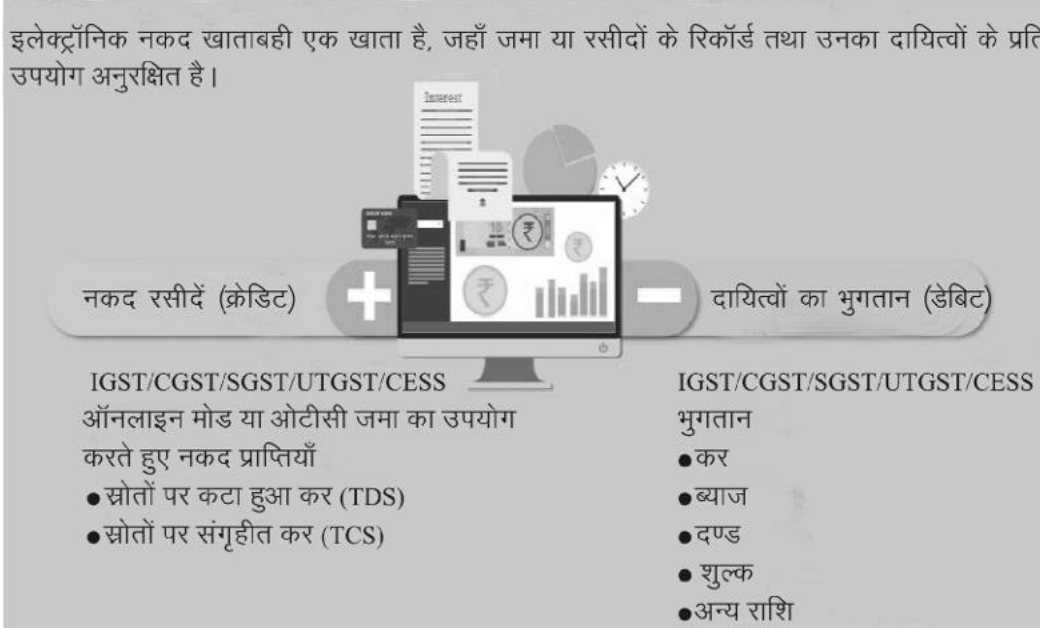 इलेक्ट्रॉनिक नकद खाताबही एक खाता है, जहाँ जमा या रसीदों के रिकॉर्ड तथा उनका दायित्वों के प्रति
उपयोग अनुरक्षित है।
Interest
10
नकद रसीदें (क्रेडिट)
दायित्वों का भुगतान (डेबिट)
IGST/CGST/SGST/UTGST/CESS
ऑनलाइन मोड या ओटीसी जमा का उपयोग
करते हुए नकद प्राप्तियाँ
●स्रोतों पर कटा हुआ कर (TDS)
●स्रोतों पर संगृहीत कर (TCS)
IGST/CGST/SGST/UTGST/CESS
भुगतान
●कर
●ब्याज
●दण्ड
● शुल्क
●अन्य राशि